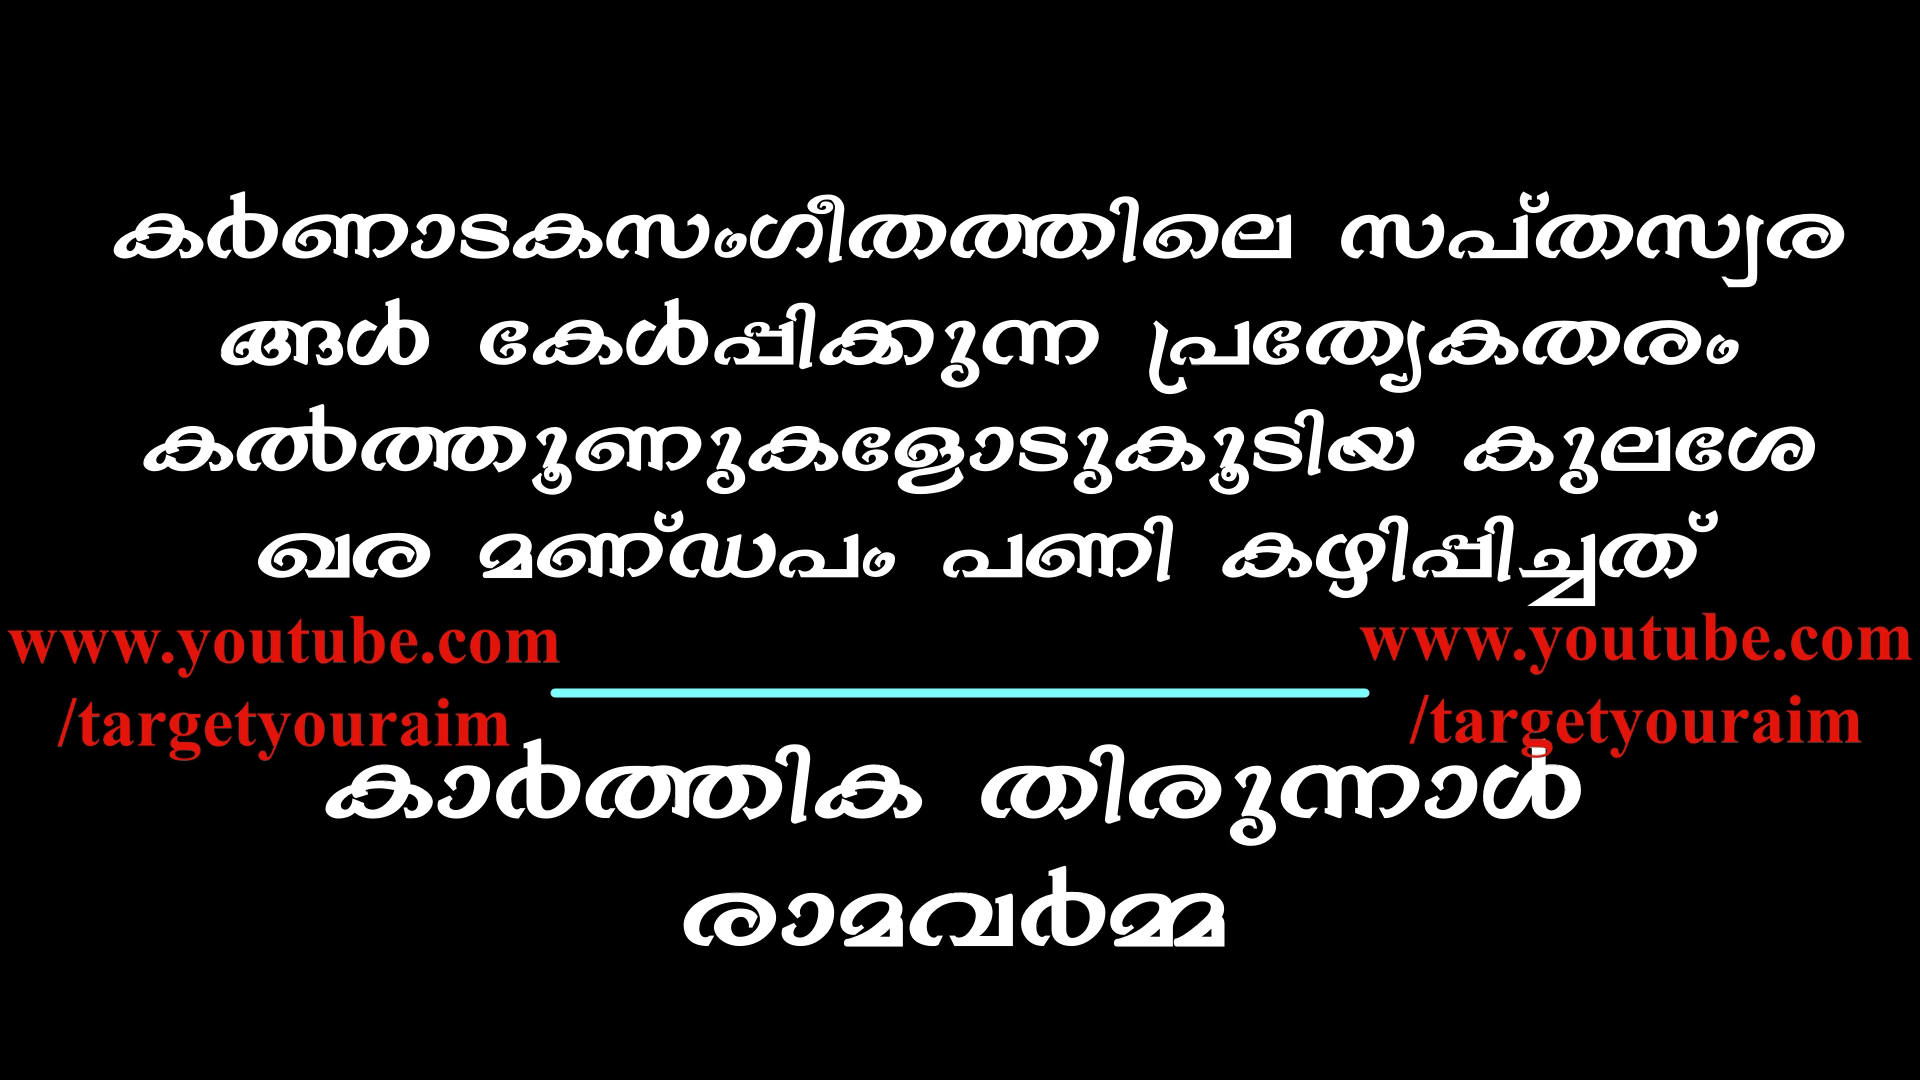 കർണാടകസംഗീതത്തിലെ സപ്തസ്വര
ങ്ങൾ കേൾപ്പിക്കുന്ന പ്രത്യേകതരം
കൽത്തൂണുകളോടുകൂടിയ കുലശേ
ഖര മണ്ഡപം പണി കഴിപ്പിച്ചത്
www.youtube.com
/targetyouraim
www.youtube.com
/targetyouraim
കാർത്തിക തിരുന്നാൾ
രാമവർമ്മ